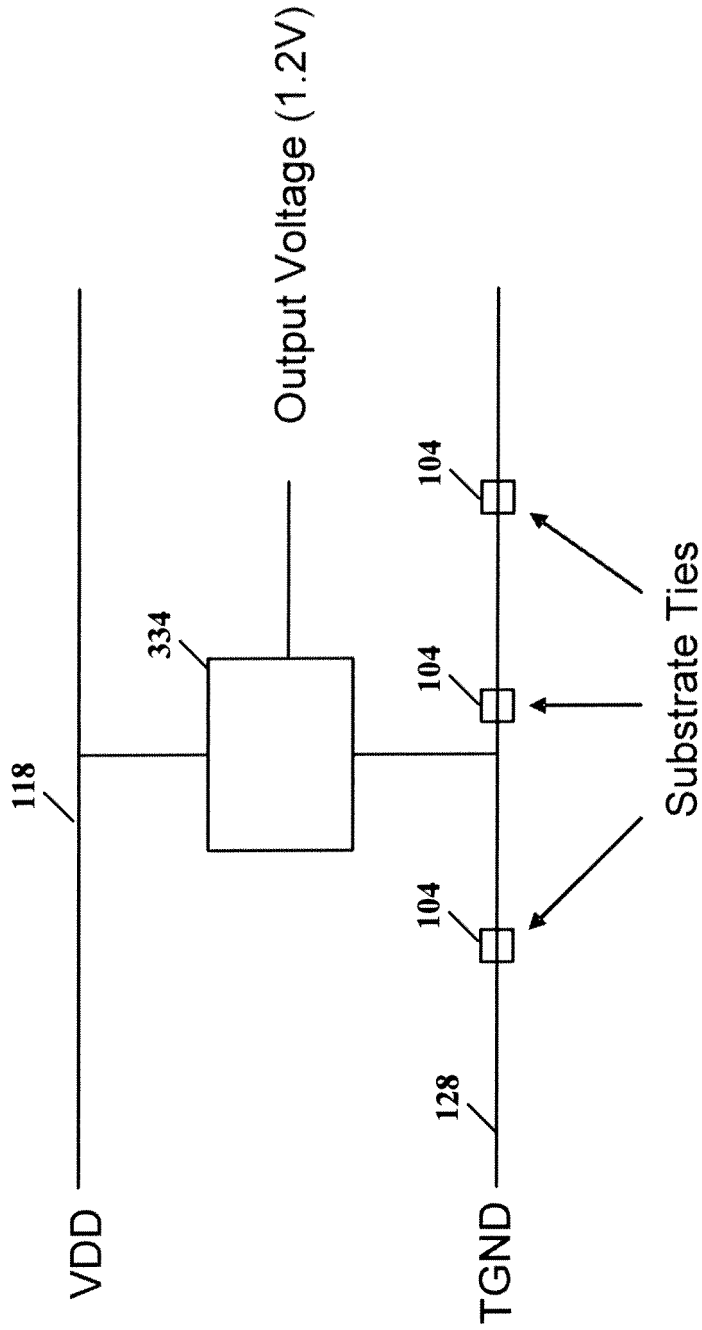 VDD
118
334
Output Voltage (1.2V)
TGND
128
104
104
104
Substrate Ties